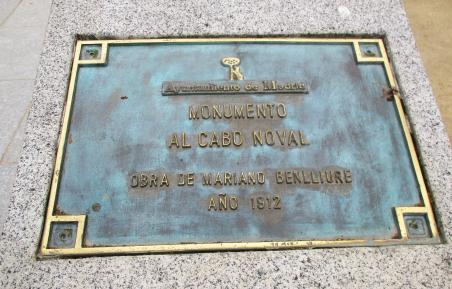 Ayuntamiento de Madrid
MONUMENTO
AL CABO NOVAL
OBRA DE MARIANO BENLLIURE
AÑO 1912